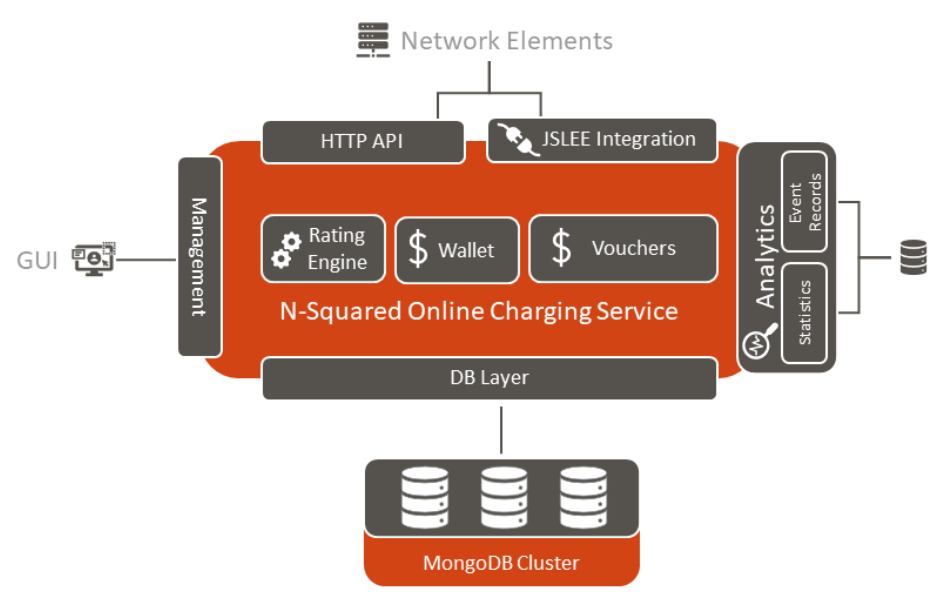 Network Elements
HTTP API
JSLEE Integration
Management
Rating
Engine
$ Wallet
$ Vouchers
Analytics
Event
Records
Statistics
GUI
N-Squared Online Charging Service
DB Layer
MongoDB Cluster